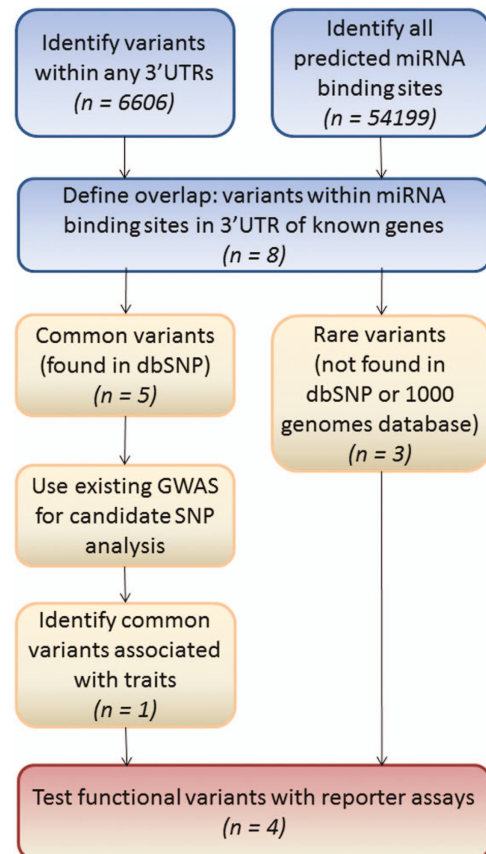 Identify variants
within any 3'UTRs
(n = 6606)
Identify all
predicted miRNA
binding sites
(n = 54199)
Define overlap: variants within miRNA
binding sites in 3'UTR of known genes
(n = 8)
Common variants
(found in dbSNP)
(n = 5)
Rare variants
(not found in
dbSNP or 1000
genomes database)
(n = 3)
Use existing GWAS
for candidate SNP
analysis
Identify common
variants associated
with traits
(n = 1)
Test functional variants with reporter assays
(n = 4)